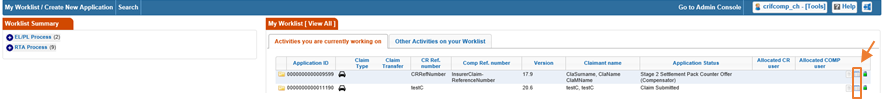 My Worklist / Create New Application Search Go to Admin Console crifcomp_ch - [Tools] Help
Worklist Summary
EL/PL Process (2)
RTA Process (9)
My Worklist [ View All ]
Activities you are currently working on Other Activities on your Worklist
Application ID Claim Type Claim Transfer CR Ref. number Comp Ref. number Version Claimant name Application Status Allocated CR user Allocated COMP user
0000000000009599 CRRefNumber InsurerClaim-ReferenceNumber 17.9 ClaSurname, ClaName ClaMName Stage 2 Settlement Pack Counter Offer (Compensator)
0000000000011190 testC 20.6 testC, testC Claim Submitted